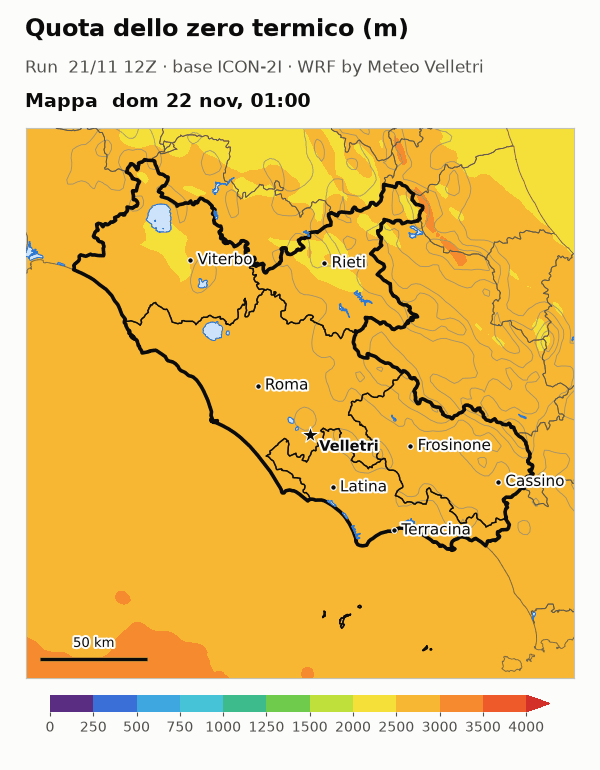 Quota dello zero termico (m)
Run  21/11 12Z · base ICON-2I · WRF by Meteo Velletri
Mappa  dom 22 nov, 01:00
Viterbo
Rieti
Roma
Velletri
Frosinone
Latina
Cassino
Terracina
50 km
0 250 500 750 1000 1250 1500 2000 2500 3000 3500 4000